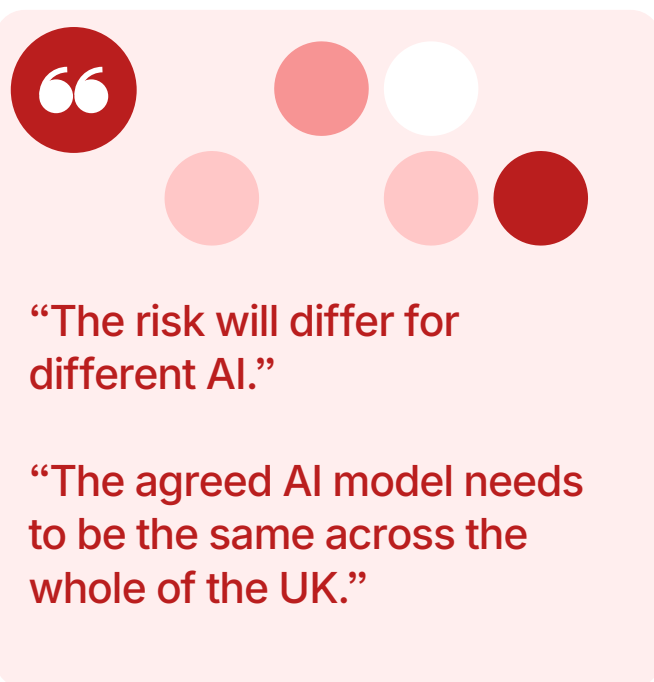 “The risk will differ for
different AI.”
“The agreed AI model needs
to be the same across the
whole of the UK.”